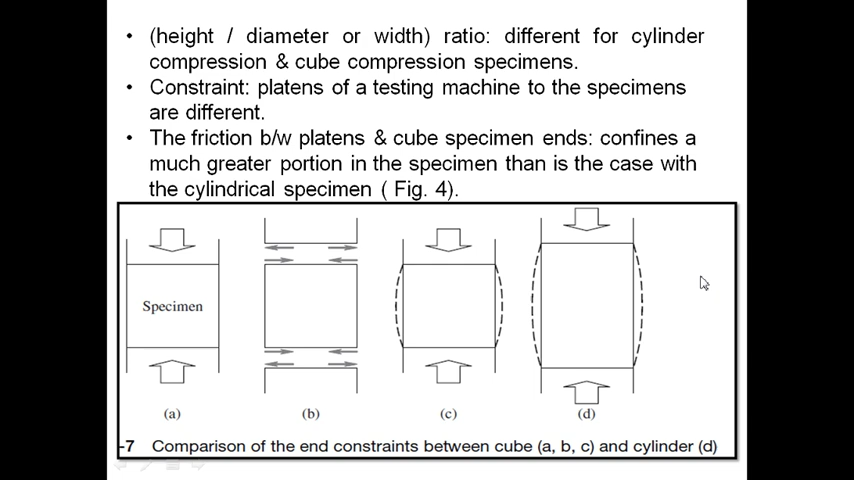 • (height / diameter or width) ratio: different for cylinder
compression & cube compression specimens.
• Constraint: platens of a testing machine to the specimens
are different.
• The friction b/w platens & cube specimen ends: confines a
much greater portion in the specimen than is the case with
the cylindrical specimen ( Fig. 4).
Specimen
(a) (b) (c) (d)
-7 Comparison of the end constraints between cube (a, b, c) and cylinder (d)